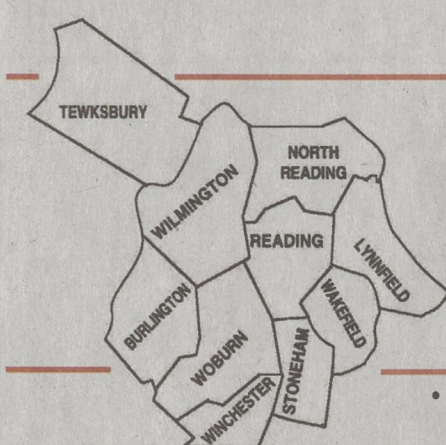 TEWKSBURY
NORTH
READING
WILMINGTON
READING
LYNNFIELD
BURLINGTON
WAKEFIELD
WOBURN
STONEHAM
WINCHESTER